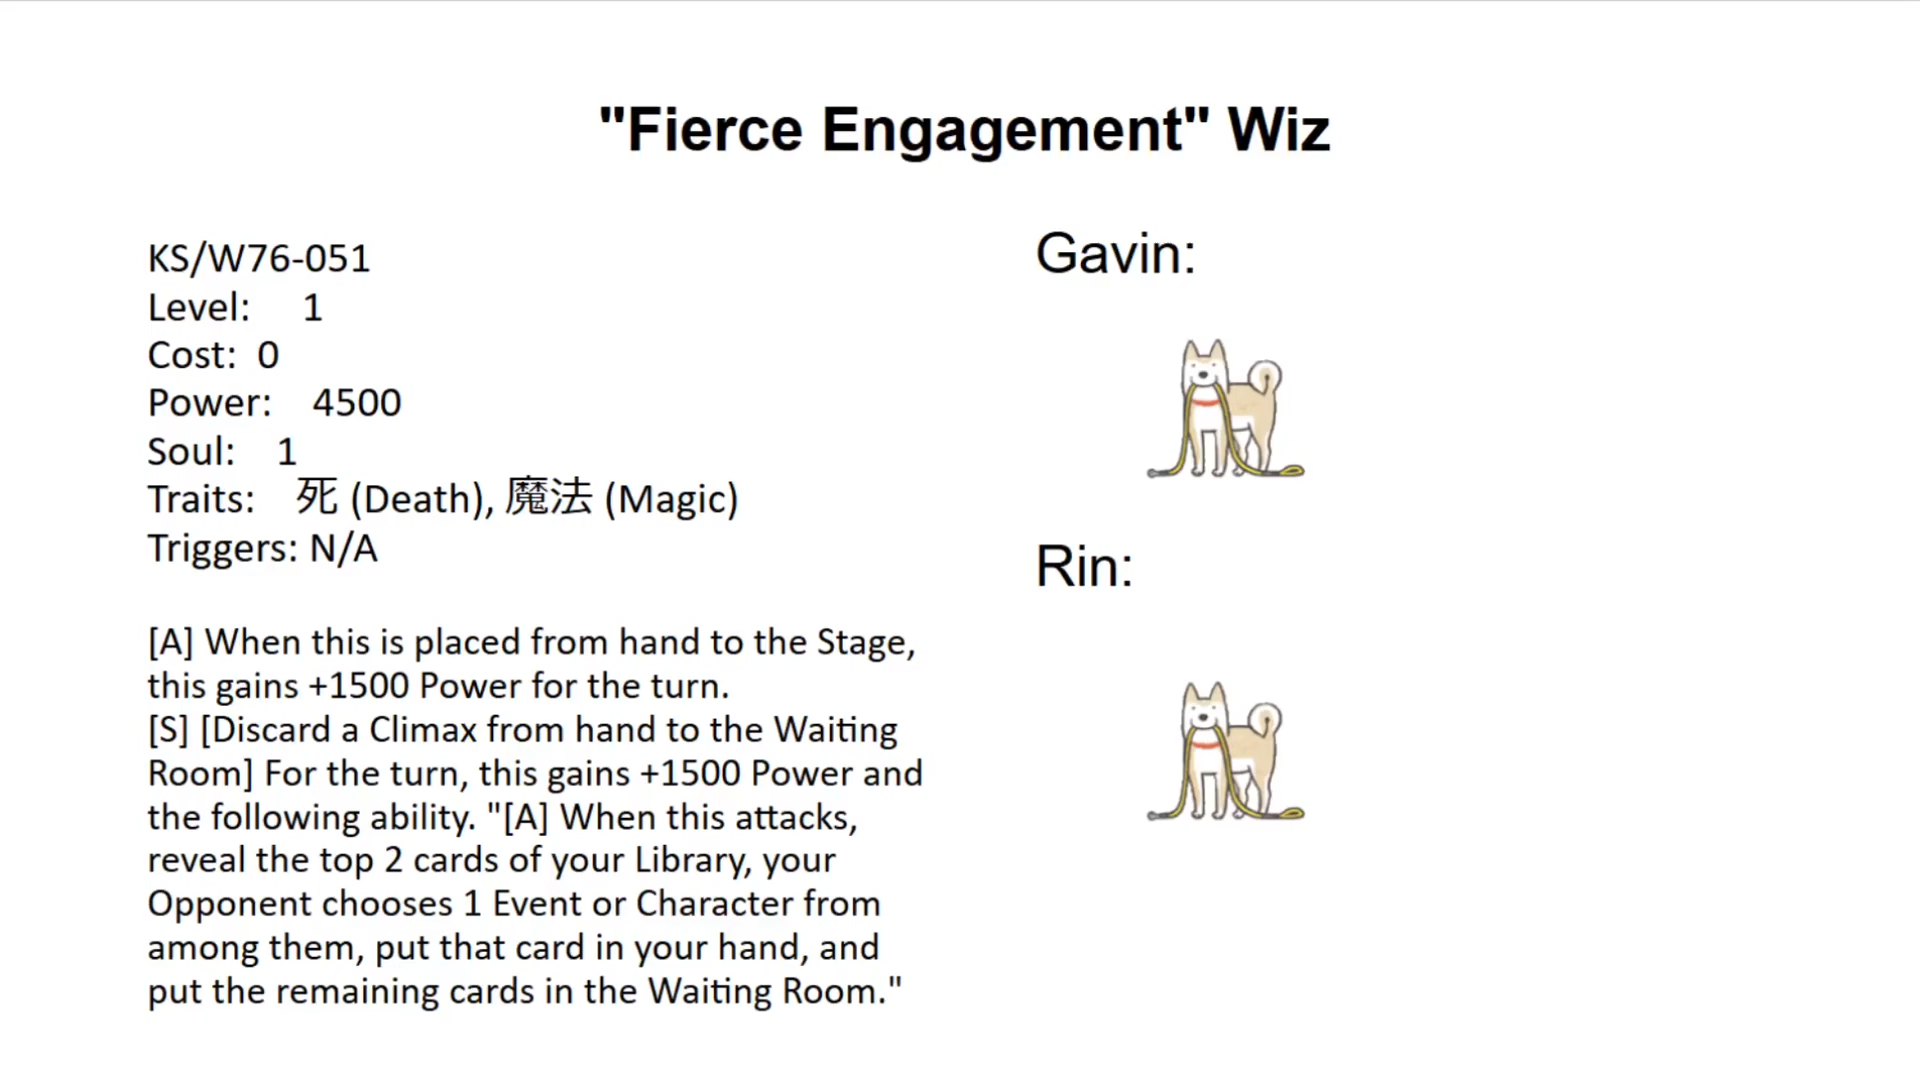 "Fierce Engagement" Wiz
KS/W76-051
Level: 1
Cost: 0
Power: 4500
Soul: 1
Traits: 死 (Death), 魔法 (Magic)
Triggers: N/A
[A] When this is placed from hand to the Stage,
this gains +1500 Power for the turn.
[S] [Discard a Climax from hand to the Waiting
Room] For the turn, this gains +1500 Power and
the following ability. "[A] When this attacks,
reveal the top 2 cards of your Library, your
Opponent chooses 1 Event or Character from
among them, put that card in your hand, and
put the remaining cards in the Waiting Room."
Gavin:
Rin: